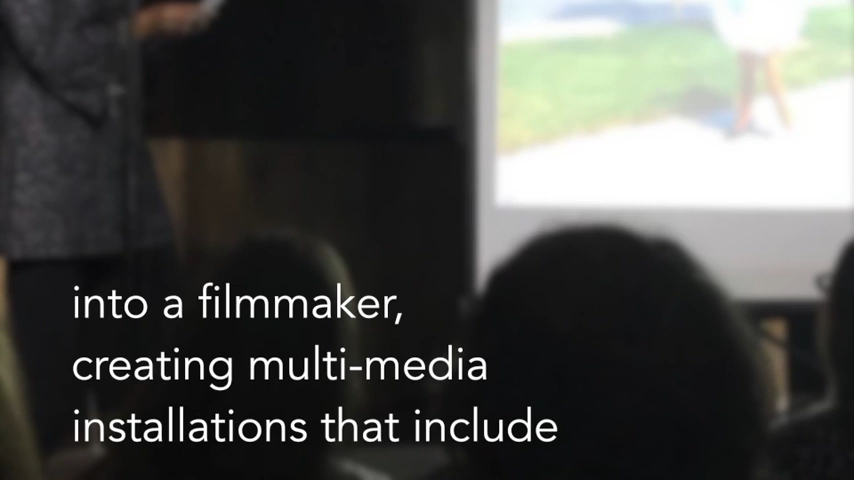 into a filmmaker,
creating multi-media
installations that include